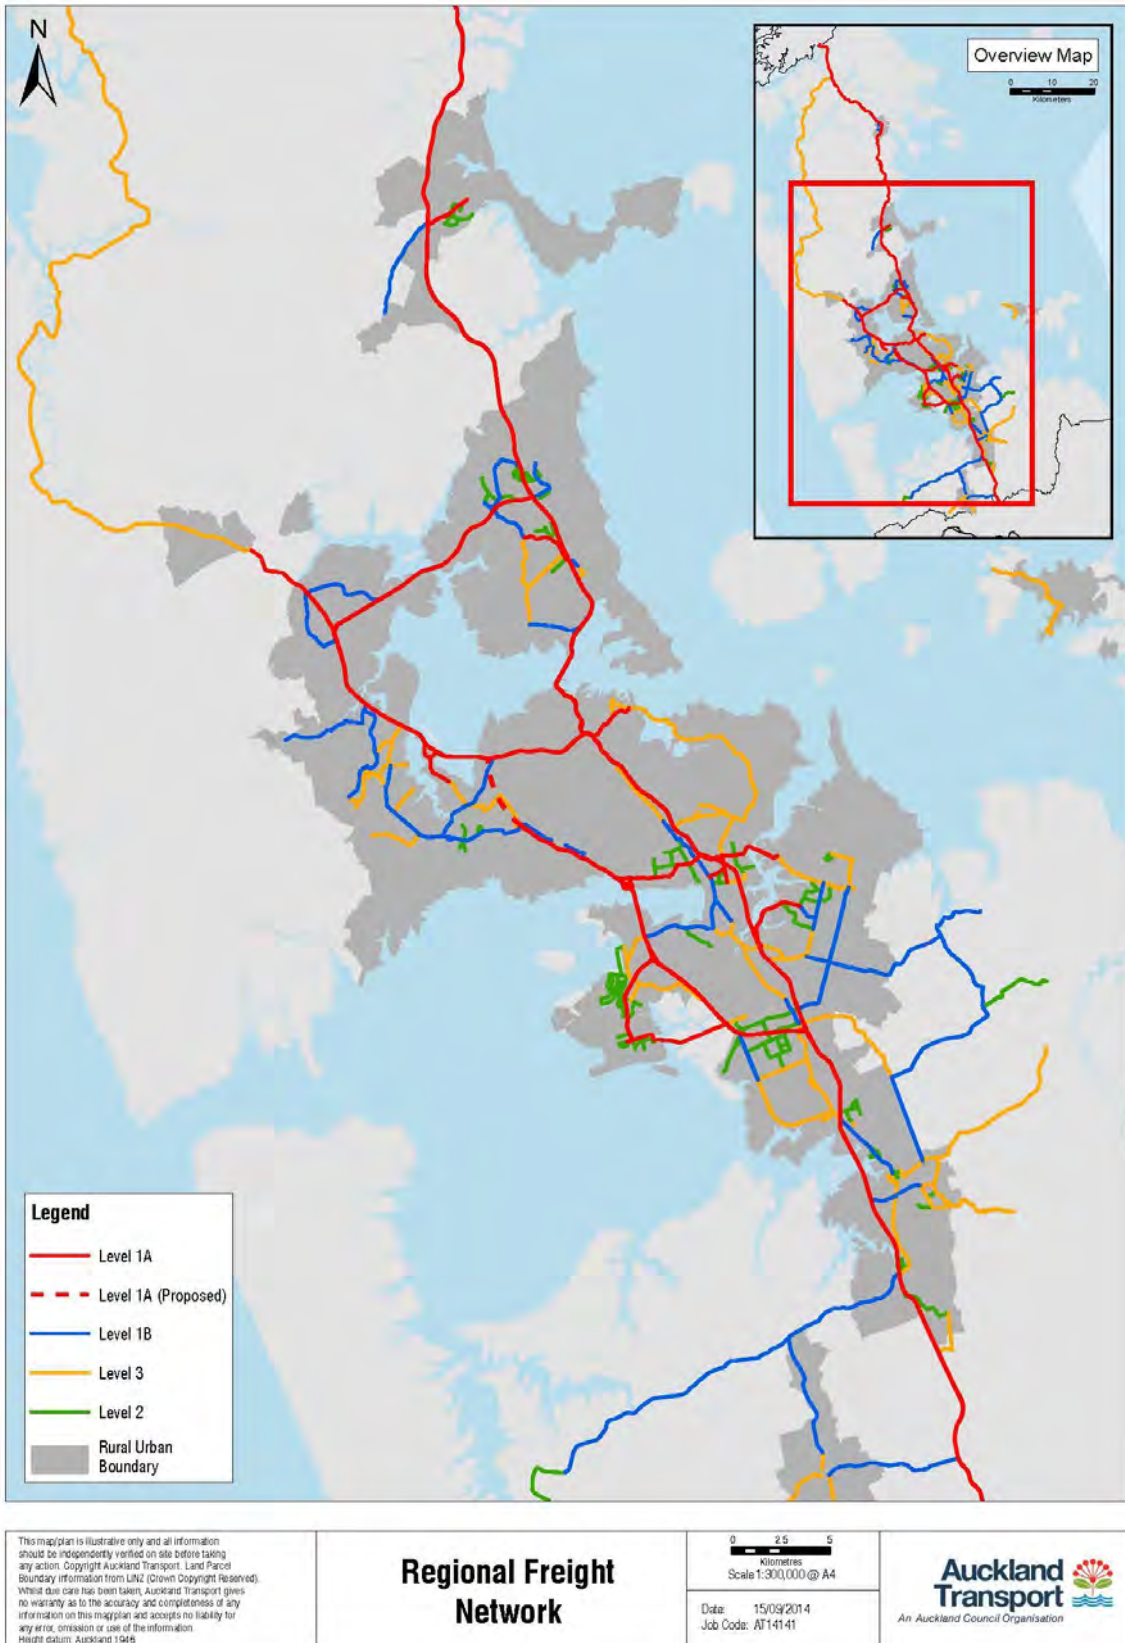 N
Overview Map
0 10 20
Kilometers
Legend
Level 1A
Level 1A (Proposed)
Level 1B
Level 3
Level 2
Rural Urban
Boundary
This map/plan is illustrative only and all information
should be independently verified on site before taking
any action. Copyright Auckland Transport. Land Parcel
Boundary information from LINZ (Crown Copyright Reserved).
Whilst due care has been taken, Auckland Transport gives
no warranty as to the accuracy and completeness of any
information on this map/plan and accepts no liability for
any error, omission or use of the information.
Height datum: Auckland 1946
Regional Freight
Network
0 2.5 5
Kilometres
Scale 1:300,000 @ A4
Date: 15/09/2014
Job Code: AT14141
Auckland
Transport
An Auckland Council Organisation